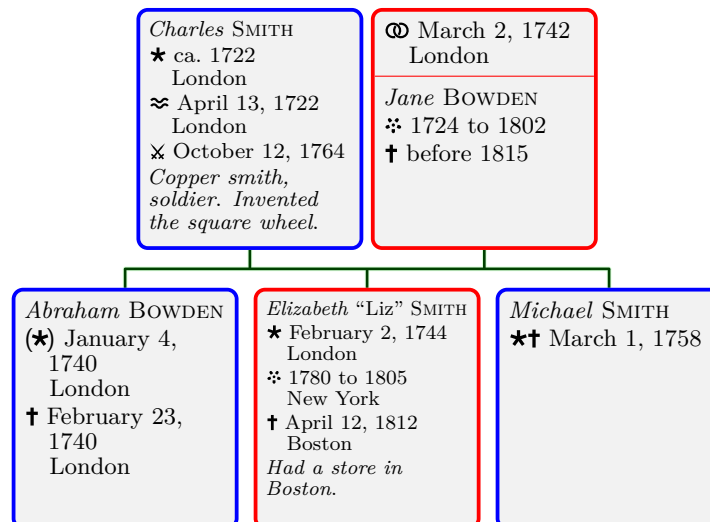 Charles SMITH
* ca. 1722
London
≈ April 13, 1722
London
⚔ October 12, 1764
Copper smith,
soldier. Invented
the square wheel.
⚭ March 2, 1742
London
Jane BOWDEN
⁘ 1724 to 1802
† before 1815
Abraham BOWDEN
(*) January 4,
1740
London
† February 23,
1740
London
Elizabeth “Liz” SMITH
* February 2, 1744
London
⁘ 1780 to 1805
New York
† April 12, 1812
Boston
Had a store in
Boston.
Michael SMITH
*† March 1, 1758